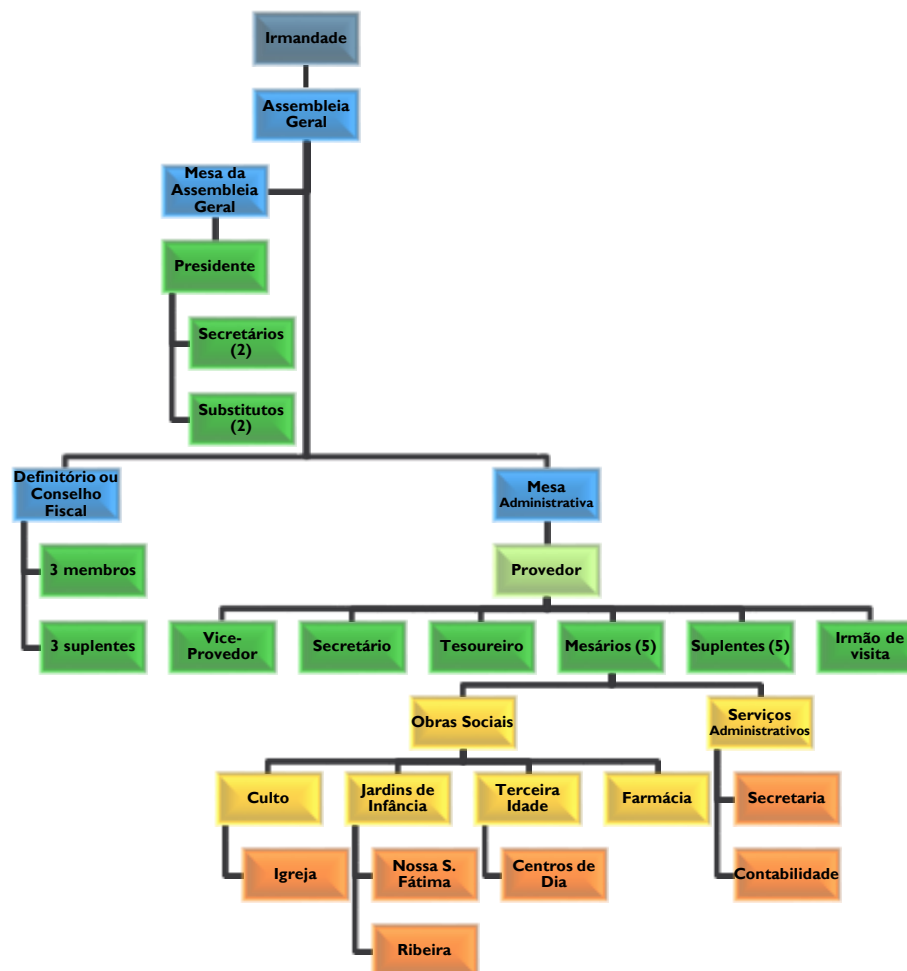 Irmandade
Assembleia
Geral
Mesa da
Assembleia
Geral
Presidente
Secretários
(2)
Substitutos
(2)
Definitório ou
Conselho
Fiscal
3 membros
3 suplentes
Mesa
Administrativa
Provedor
Vice-
Provedor
Secretário
Tesoureiro
Mesários (5)
Suplentes (5)
Irmão de
visita
Obras Sociais
Serviços
Administrativos
Culto
Jardins de
Infância
Terceira
Idade
Farmácia
Secretaria
Igreja
Nossa S.
Fátima
Centros de
Dia
Contabilidade
Ribeira